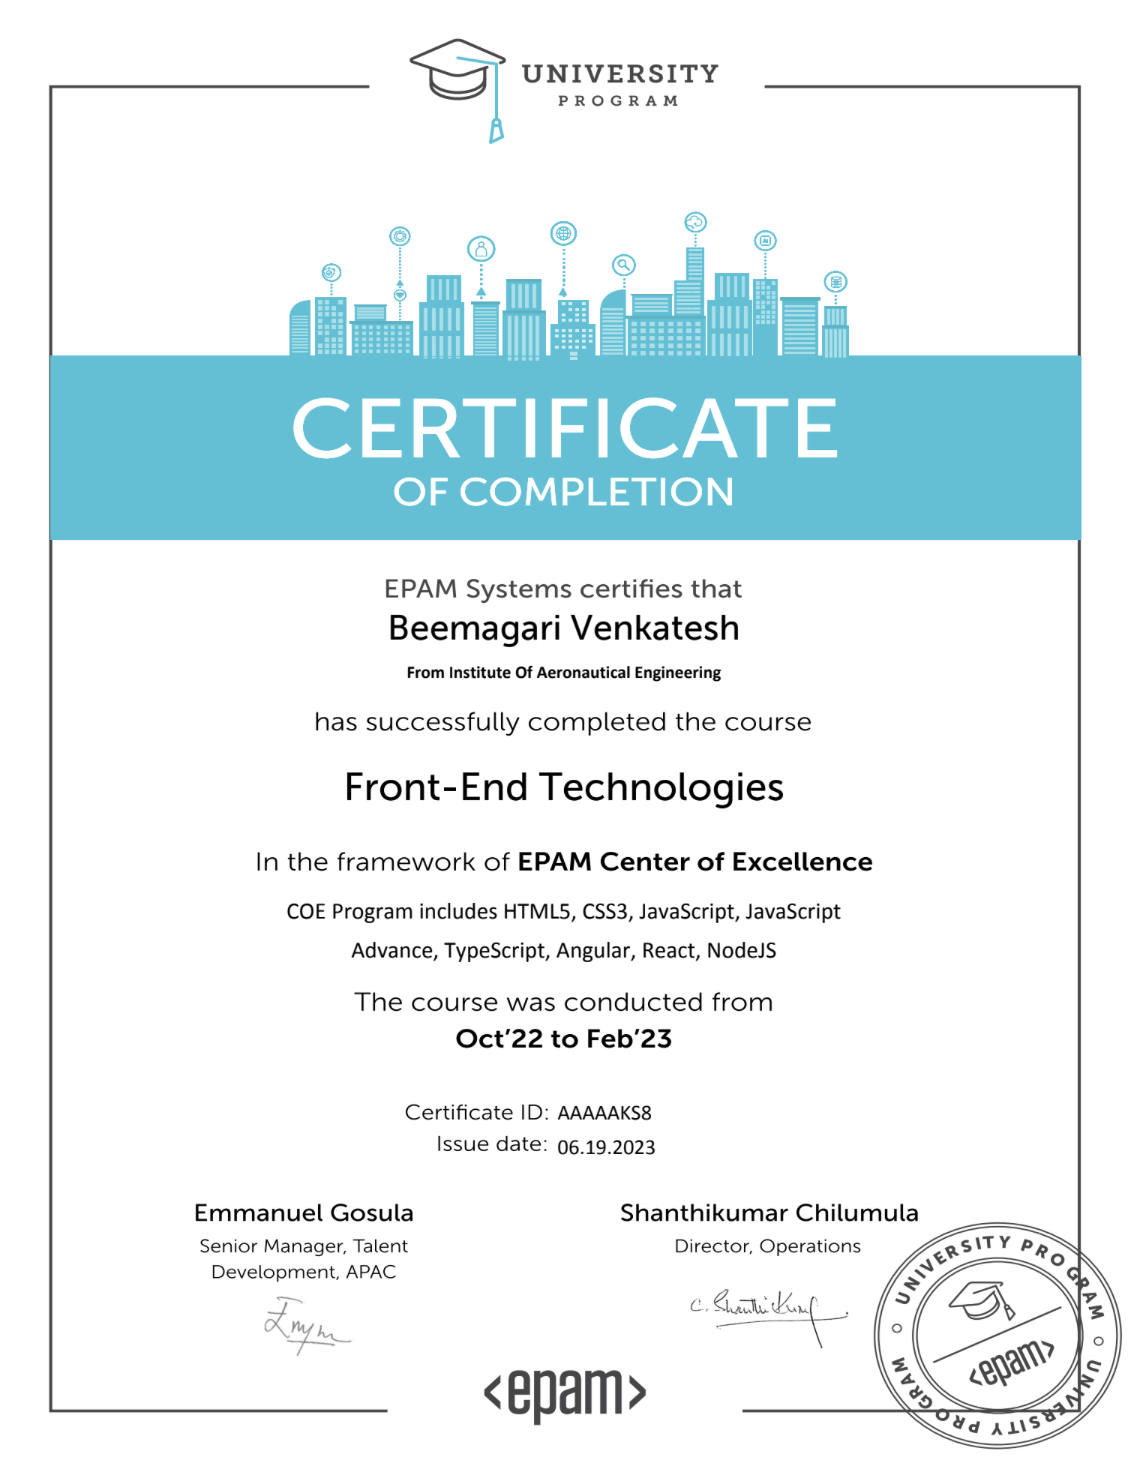 UNIVERSITY
PROGRAM
AI
CERTIFICATE
OF COMPLETION
EPAM Systems certifies that
Beemagari Venkatesh
From Institute Of Aeronautical Engineering
has successfully completed the course
Front-End Technologies
In the framework of EPAM Center of Excellence
COE Program includes HTML5, CSS3, JavaScript, JavaScript
Advance, TypeScript, Angular, React, NodeJS
The course was conducted from
Oct’22 to Feb’23
Certificate ID: AAAAAKS8
Issue date: 06.19.2023
Emmanuel Gosula
Senior Manager, Talent
Development, APAC
Shanthikumar Chilumula
Director, Operations
<epam>
UNIVERSITY PROGRAM
<epam>
UNIVERSITY PROGRAM